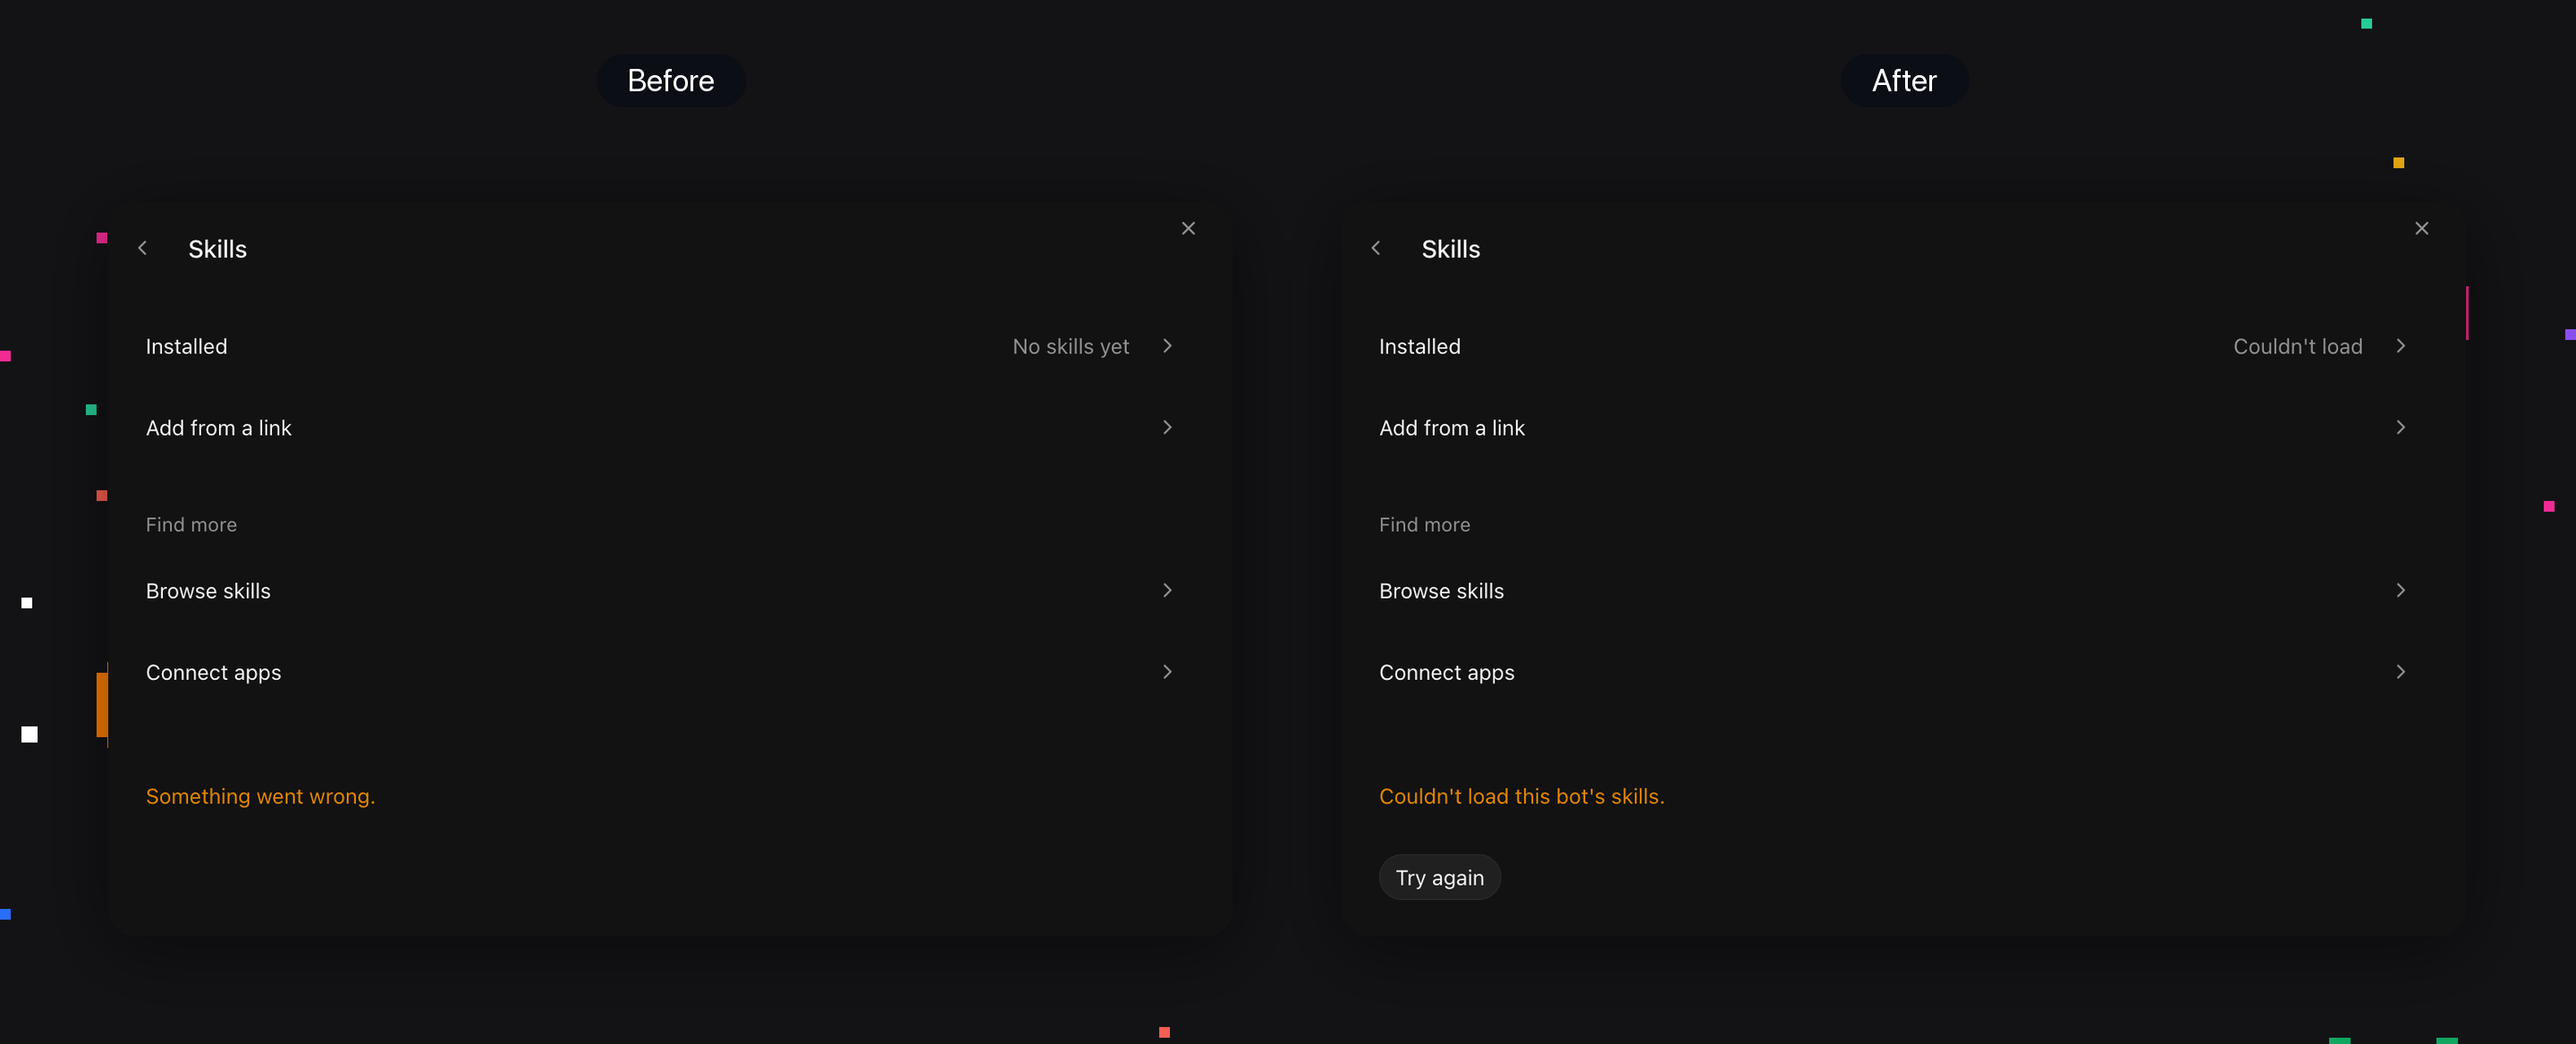 Before
Skills
Installed
No skills yet
Add from a link
Find more
Browse skills
Connect apps
Something went wrong.
After
Skills
Installed
Couldn't load
Add from a link
Find more
Browse skills
Connect apps
Couldn't load this bot's skills.
Try again